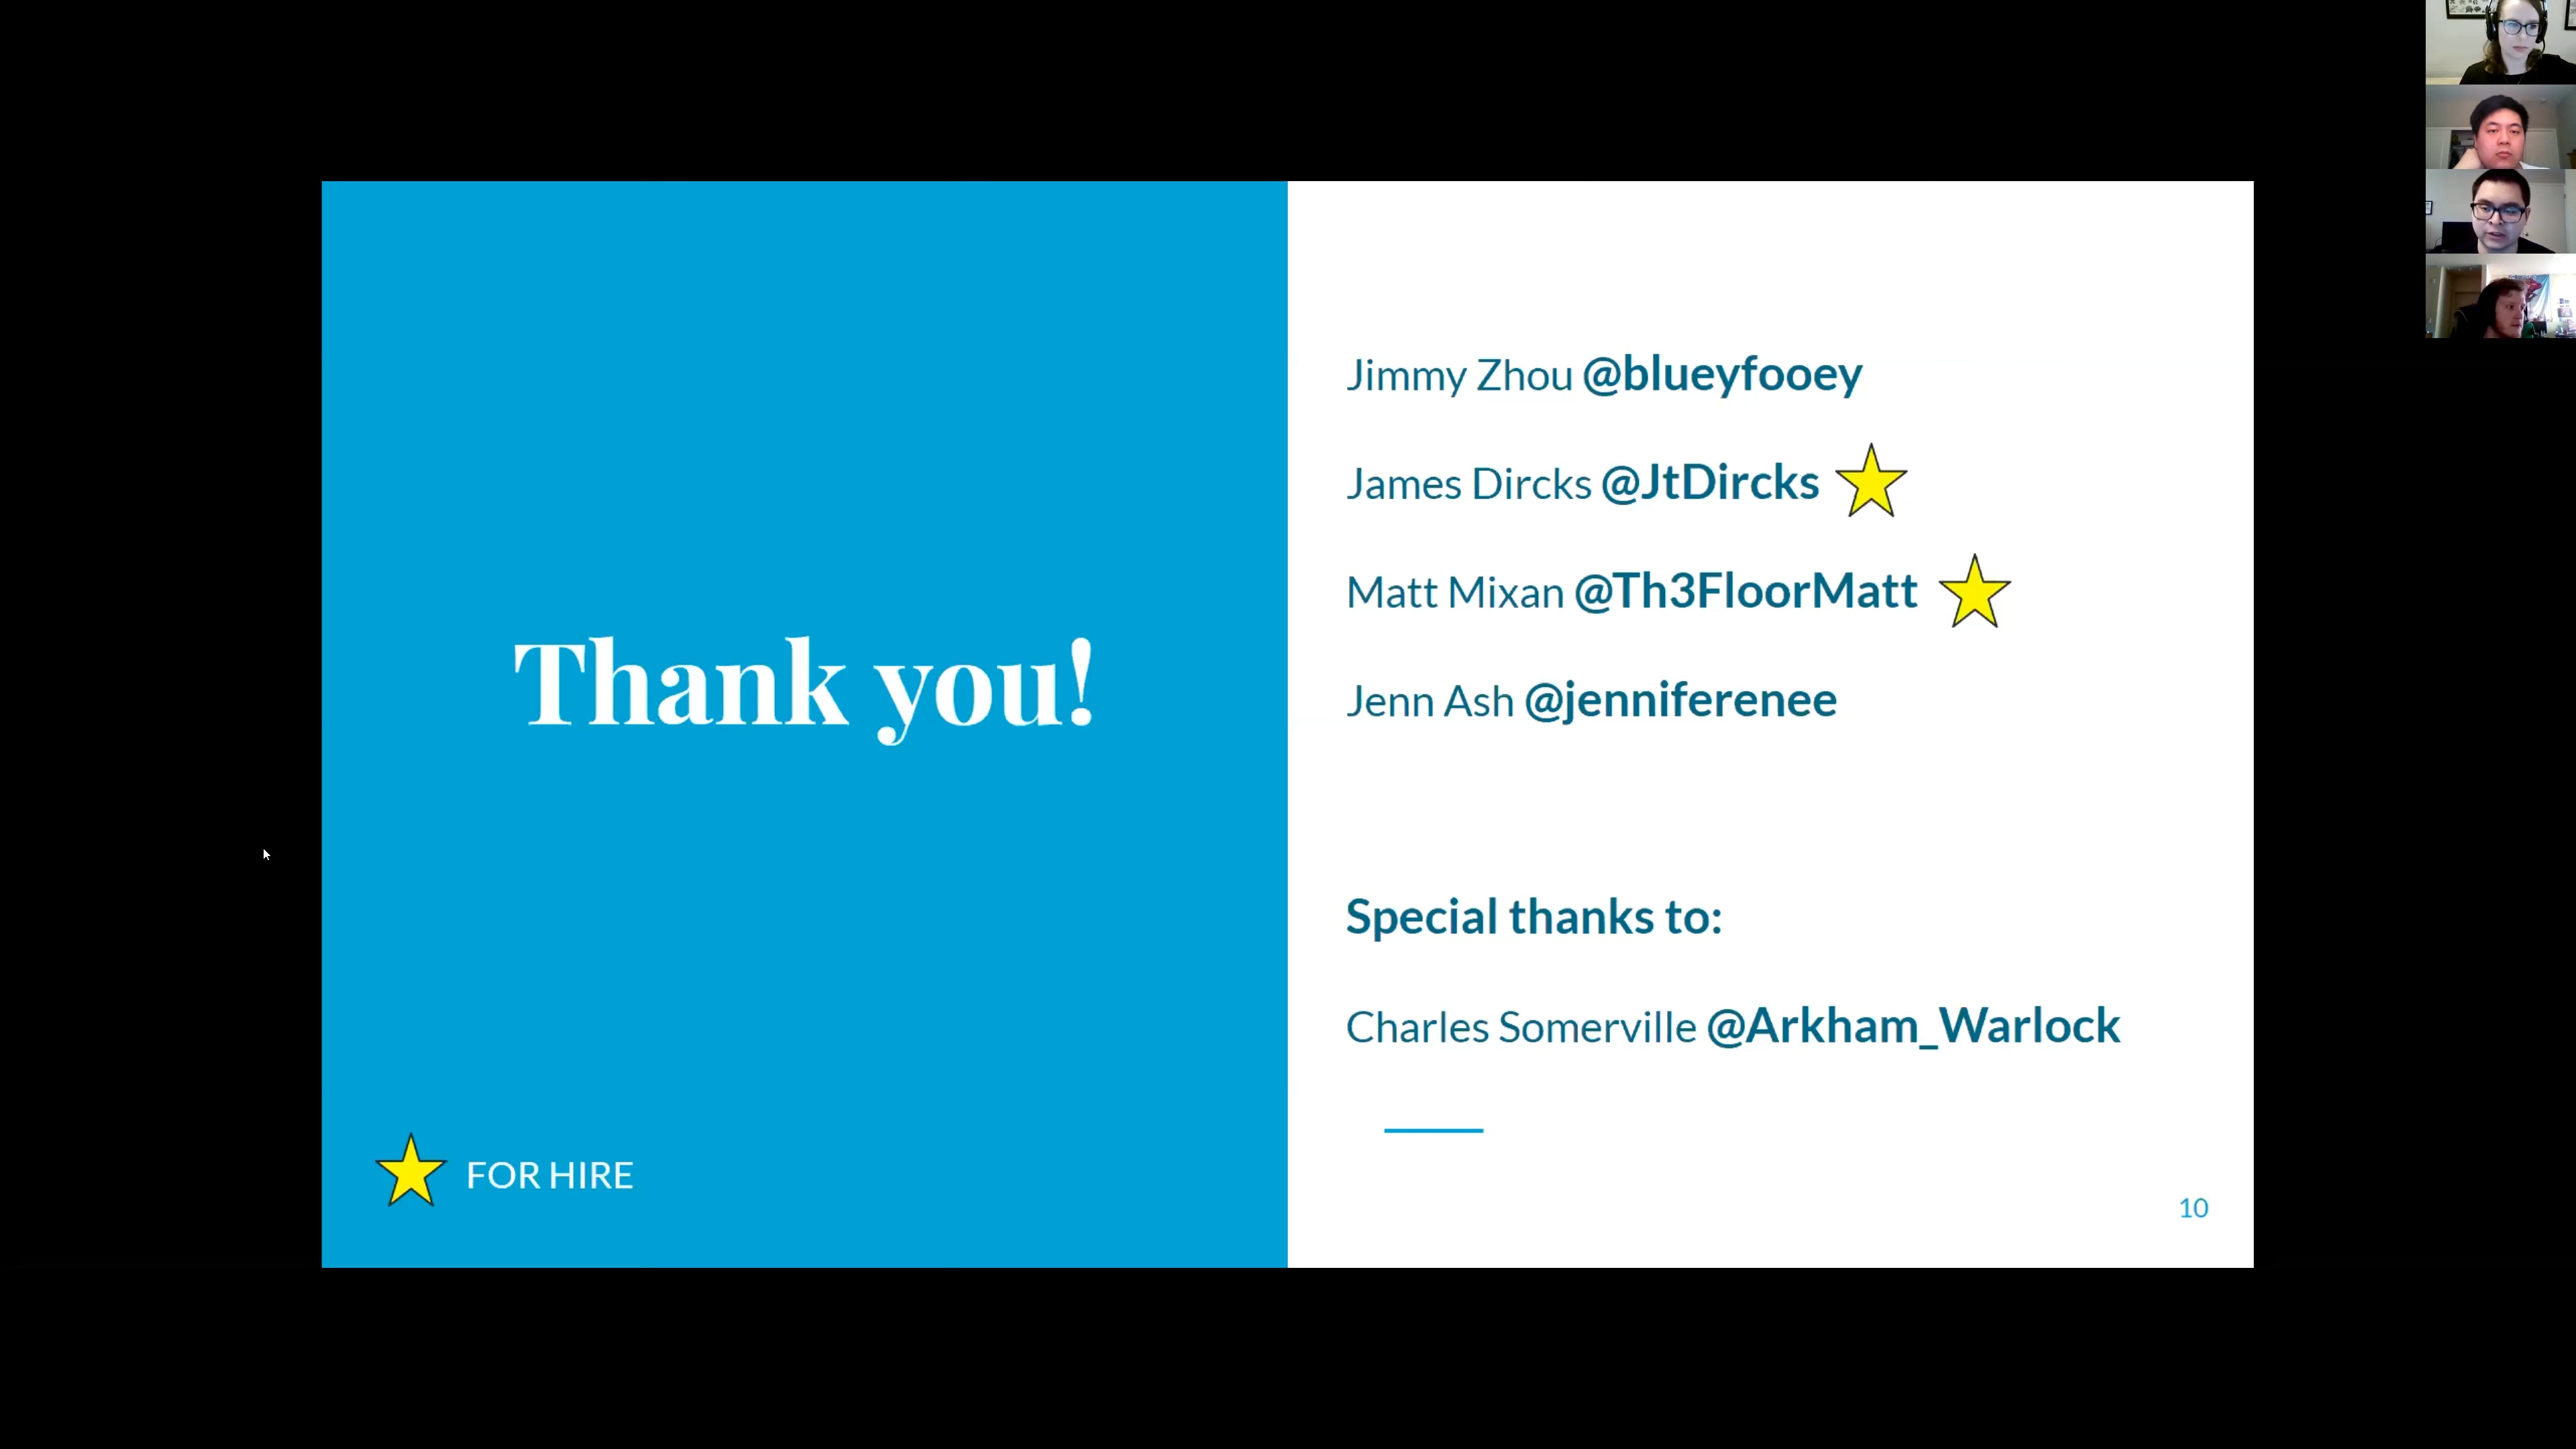 Thank you!
FOR HIRE
Jimmy Zhou @blueyfooey
James Dircks @JtDircks
Matt Mixan @Th3FloorMatt
Jenn Ash @jenniferenee
Special thanks to:
Charles Somerville @Arkham_Warlock
10